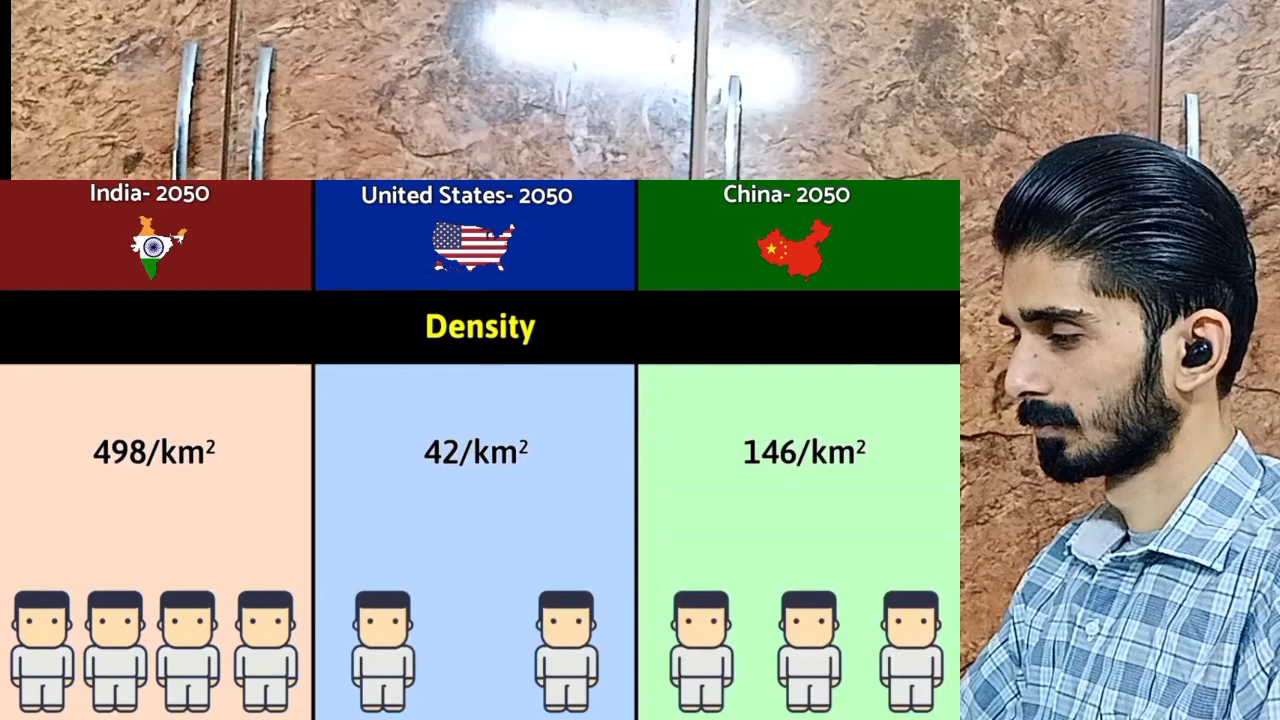 India- 2050
United States- 2050
China- 2050
Density
498/km²
42/km²
146/km²